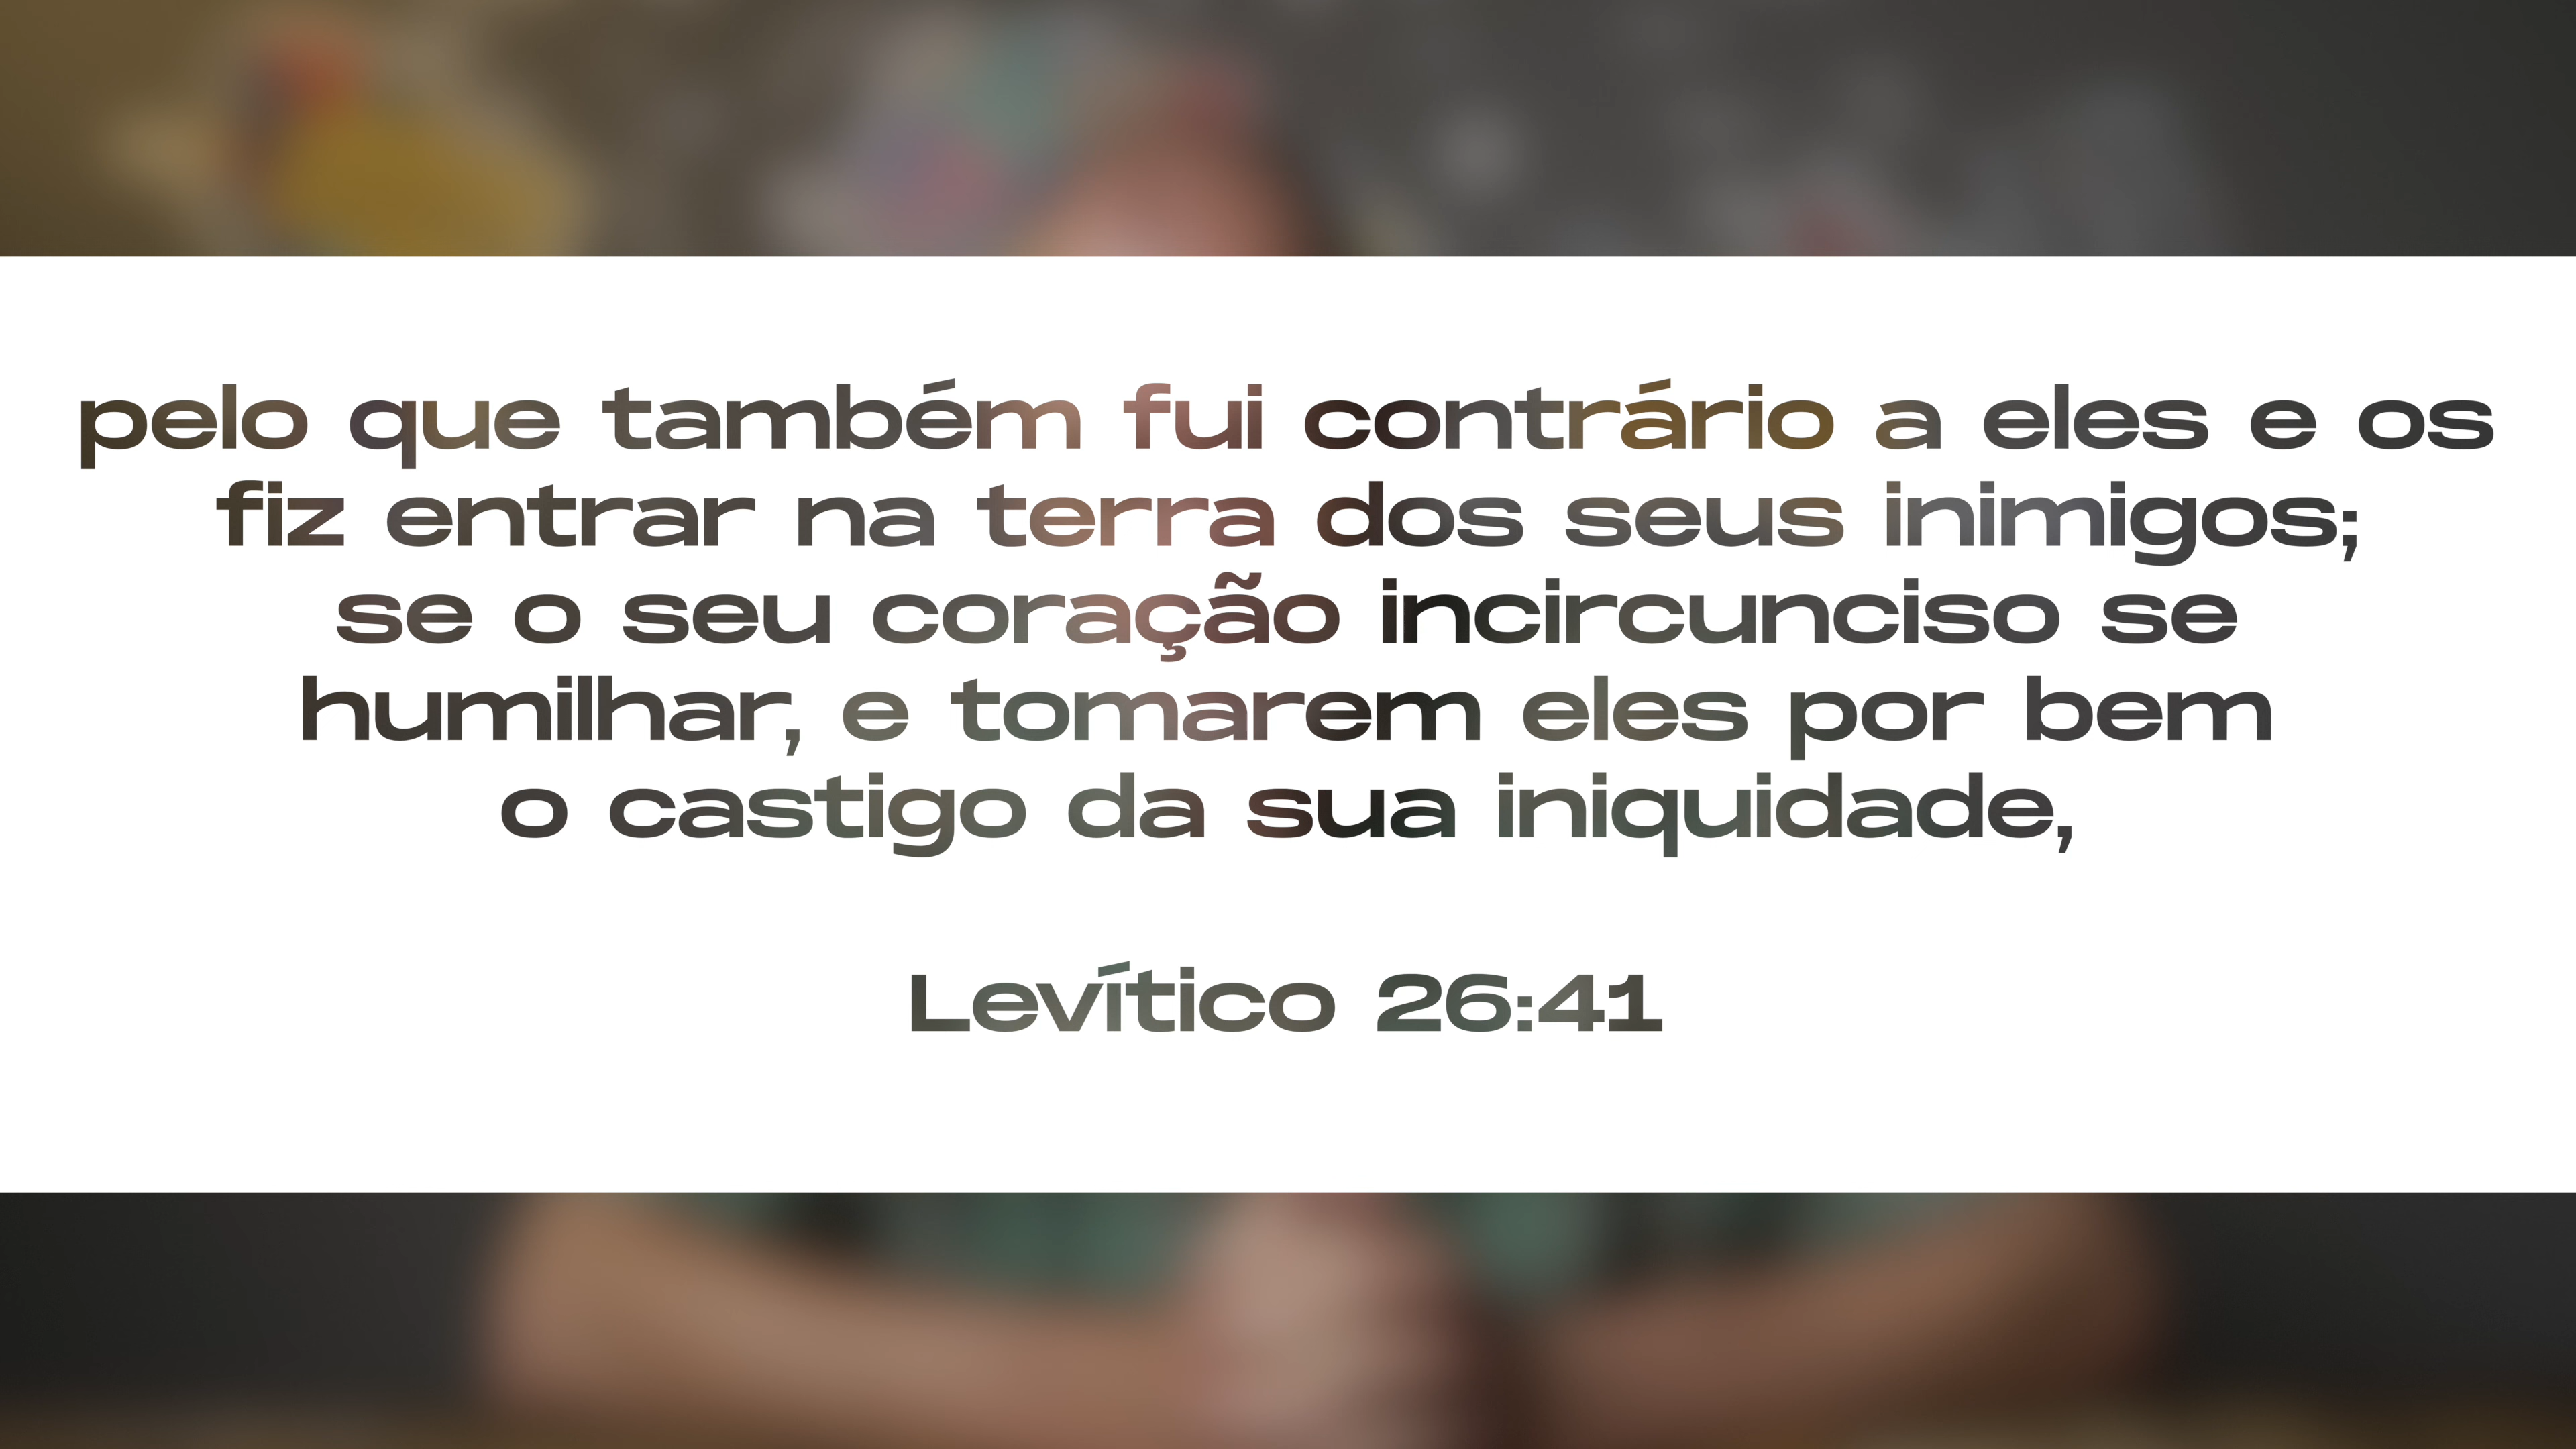 pelo que também fui contrário a eles e os
fiz entrar na terra dos seus inimigos;
se o seu coração incircunciso se
humilhar, e tomarem eles por bem
o castigo da sua iniquidade,
Levítico 26:41